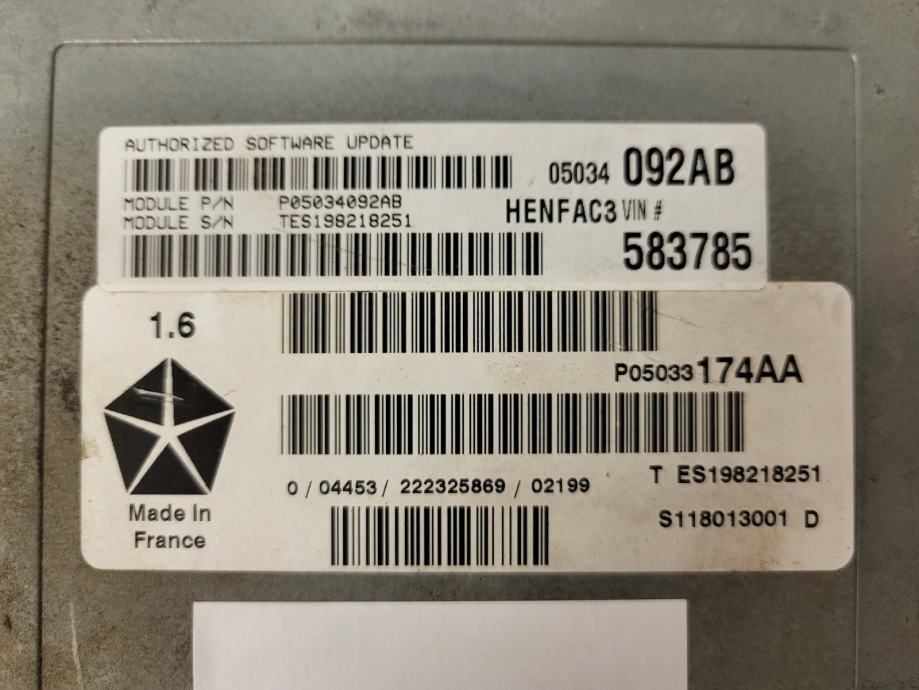 AUTHORIZED SOFTWARE UPDATE
05034 092AB
MODULE P/N P05034092AB
MODULE S/N TES198218251
HENFAC3 VIN #
583785
1.6
P05033174AA
0 / 04453 / 222325869 / 02199
T ES198218251
Made In
France
S118013001 D